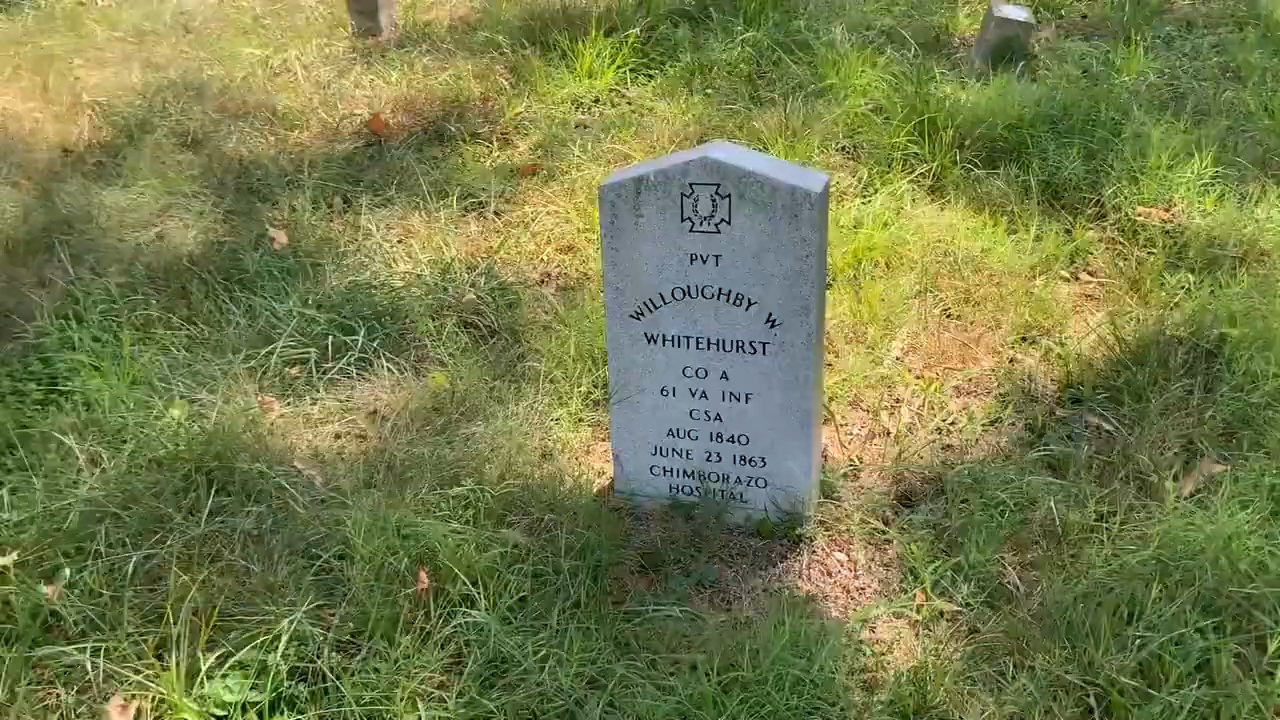 PVT
WILLOUGHBY W
WHITEHURST
CO A
61 VA INF
CSA
AUG 1840
JUNE 23 1863
CHIMBORAZO
HOSPITAL